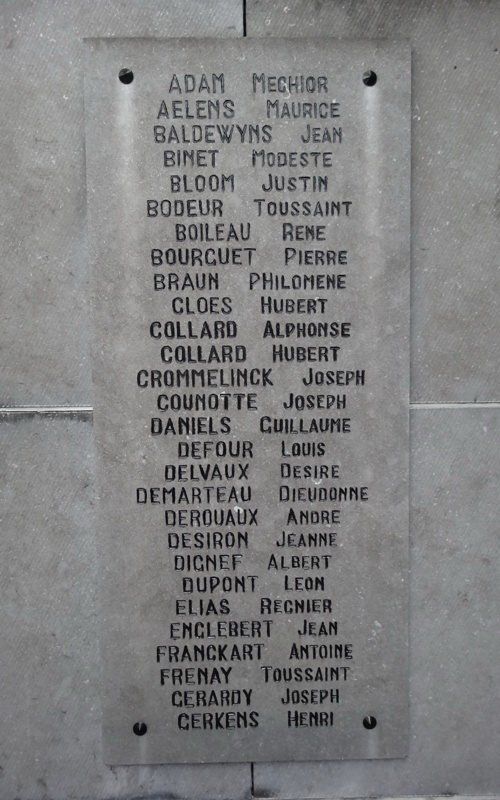 ADAM MECHIOR
AELENS MAURICE
BALDEWYNS JEAN
BINET MODESTE
BLOOM JUSTIN
BODEUR TOUSSAINT
BOILEAU RENE
BOURGUET PIERRE
BRAUN PHILOMENE
CLOES HUBERT
COLLARD ALPHONSE
COLLARD HUBERT
CROMMELINCK JOSEPH
COUNOTTE JOSEPH
DANIELS GUILLAUME
DEFOUR LOUIS
DELVAUX DESIRE
DEMARTEAU DIEUDONNE
DEROUAUX ANDRE
DESIRON JEANNE
DIGNEF ALBERT
DUPONT LEON
ELIAS REGNIER
ENGLEBERT JEAN
FRANCKART ANTOINE
FRENAY TOUSSAINT
GERARDY JOSEPH
GERKENS HENRI